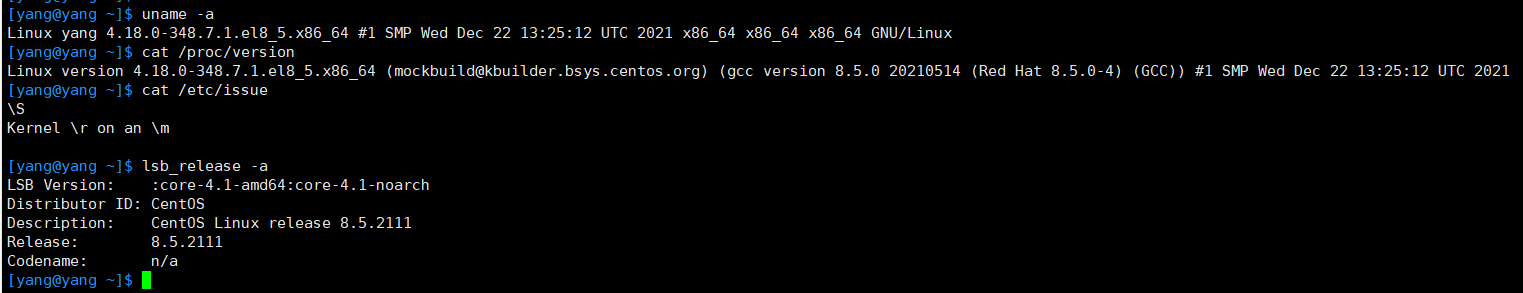 [yang@yang ~]$ uname -a
Linux yang 4.18.0-348.7.1.el8_5.x86_64 #1 SMP Wed Dec 22 13:25:12 UTC 2021 x86_64 x86_64 x86_64 GNU/Linux
[yang@yang ~]$ cat /proc/version
Linux version 4.18.0-348.7.1.el8_5.x86_64 (mockbuild@kbuilder.bsys.centos.org) (gcc version 8.5.0 20210514 (Red Hat 8.5.0-4) (GCC)) #1 SMP Wed Dec 22 13:25:12 UTC 2021
[yang@yang ~]$ cat /etc/issue
\S
Kernel \r on an \m

[yang@yang ~]$ lsb_release -a
LSB Version:    :core-4.1-amd64:core-4.1-noarch
Distributor ID: CentOS
Description:    CentOS Linux release 8.5.2111
Release:        8.5.2111
Codename:       n/a
[yang@yang ~]$